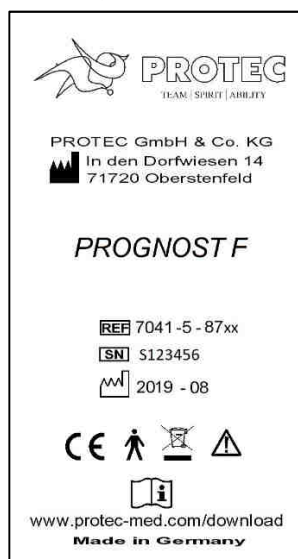 PROTEC
TEAM | SPIRIT | ABILITY
PROTEC GmbH & Co. KG
In den Dorfwiesen 14
71720 Oberstenfeld
PROGNOST F
REF 7041 -5 - 87xx
SN S123456
2019 - 08
CE
i
www.protec-med.com/download
Made in Germany